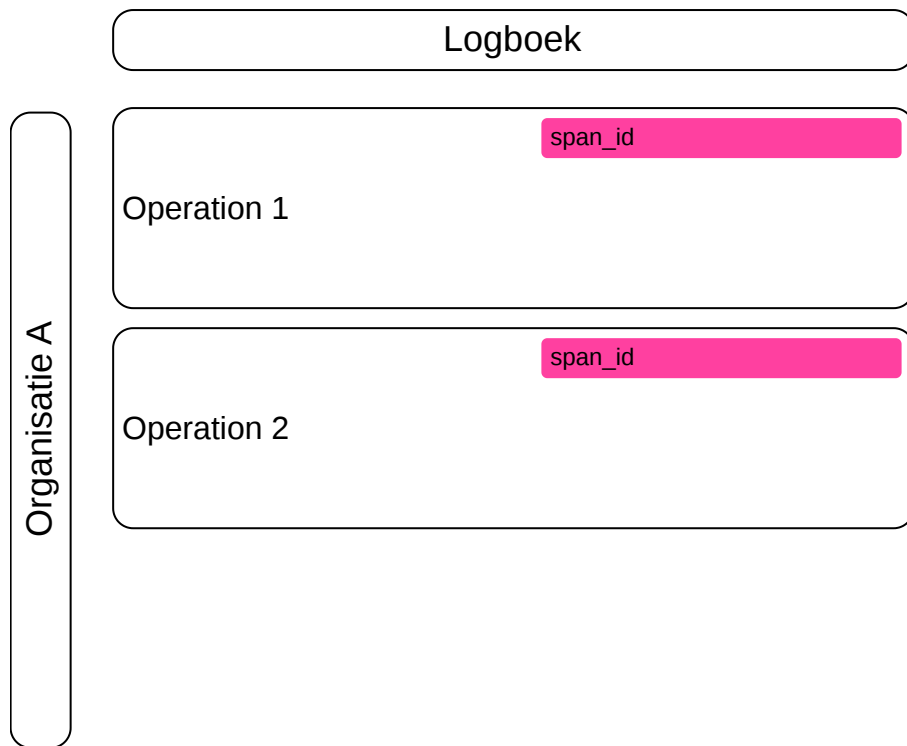 Logboek
Organisatie A
span_id
Operation 1
span_id
Operation 2